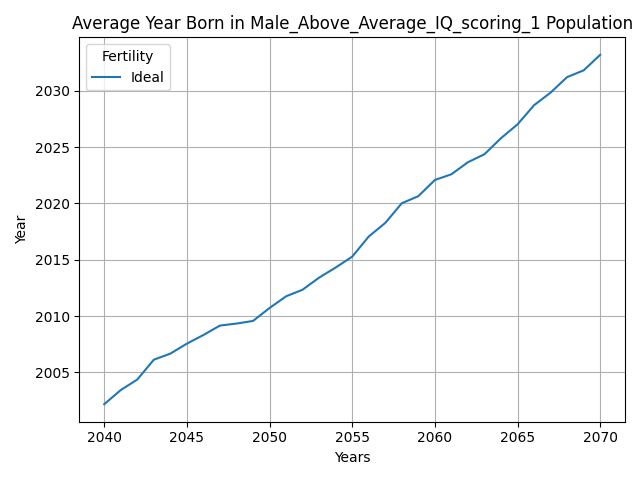 Average Year Born in Male_Above_Average_IQ_scoring_1 Population
Fertility
Ideal
Year
2030
2025
2020
2015
2010
2005
2040 2045 2050 2055 2060 2065 2070
Years